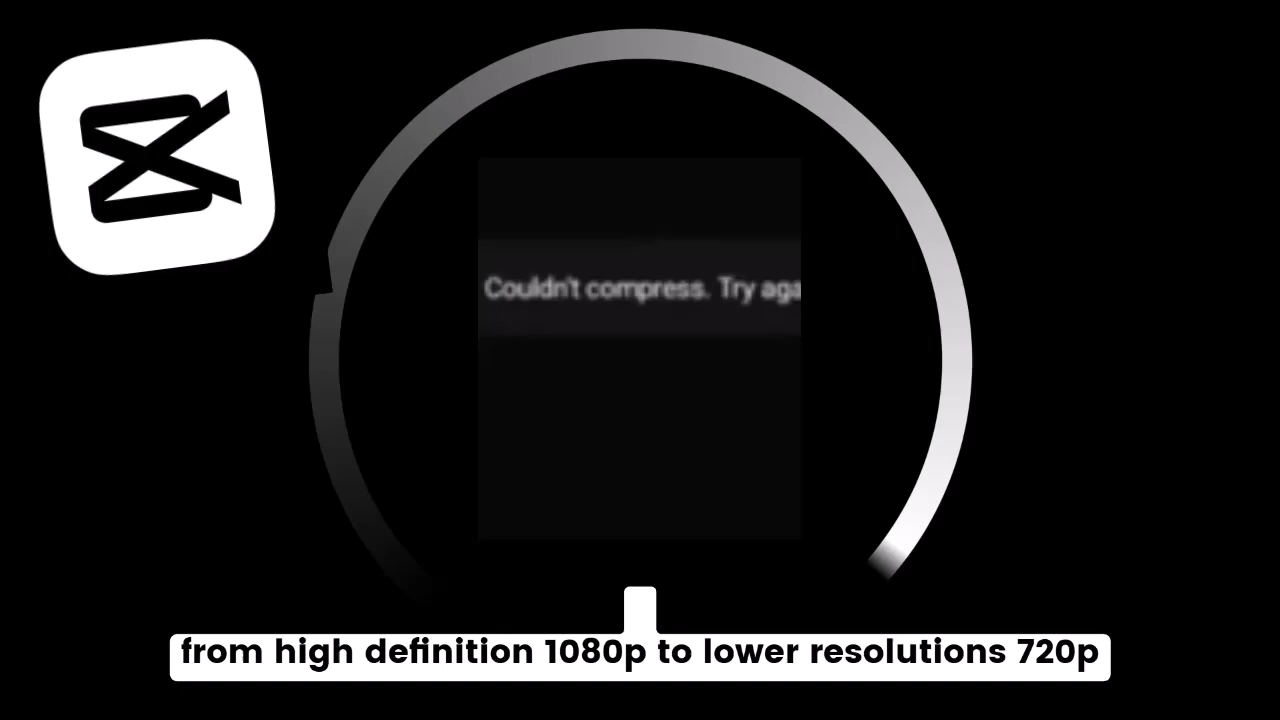 Couldn't compress. Try aga
from high definition 1080p to lower resolutions 720p